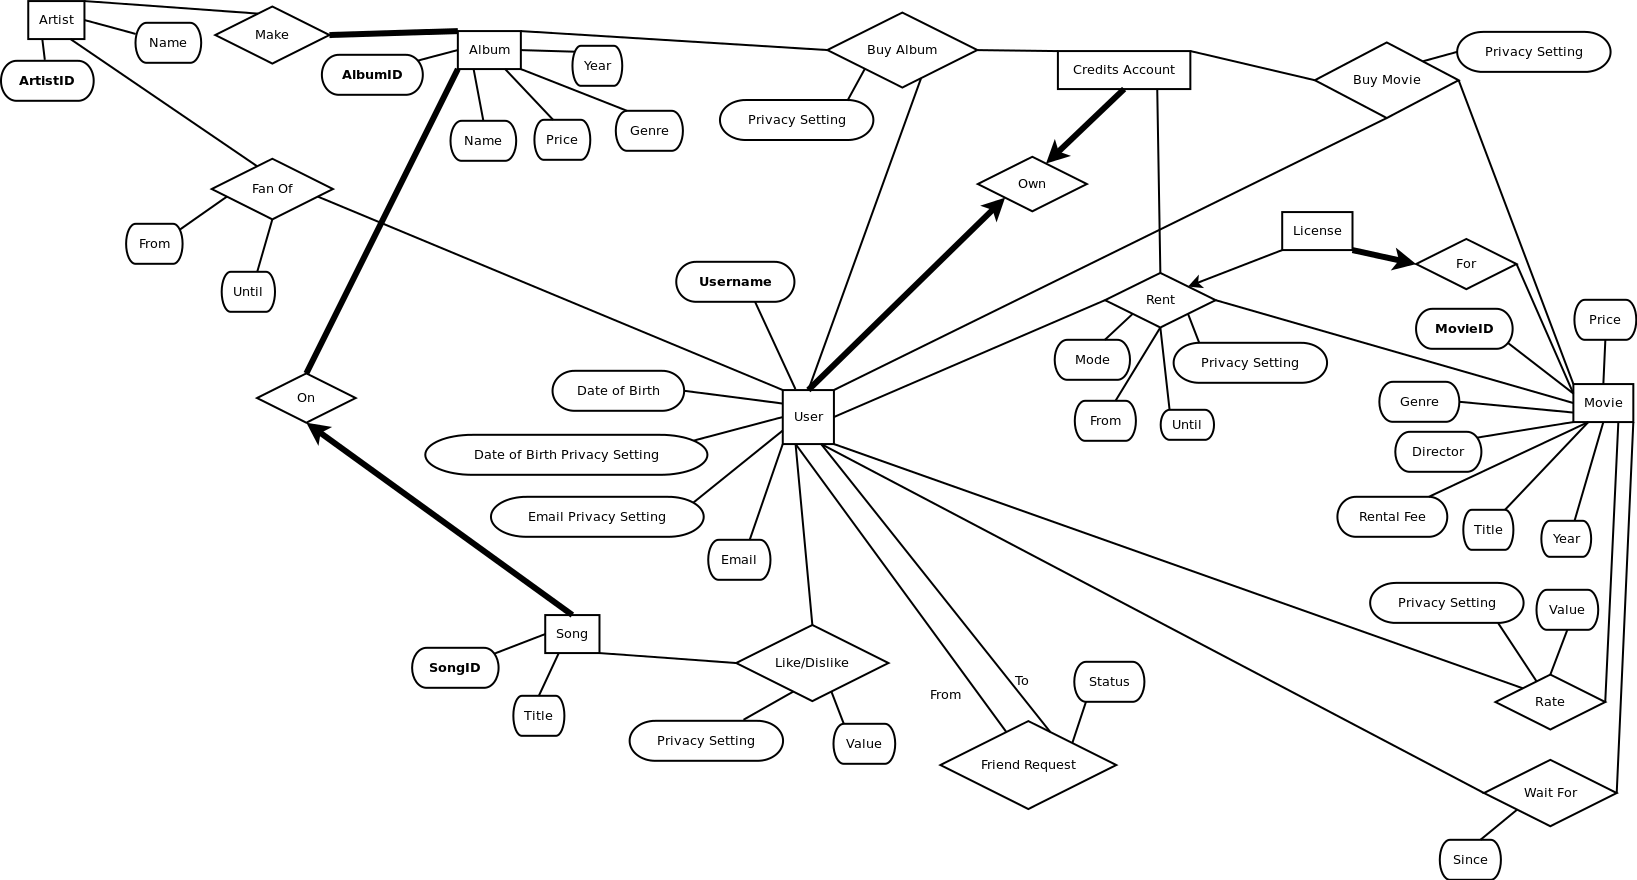 Artist
Name
Make
ArtistID
Album
AlbumID
Year
Name
Price
Genre
Buy Album
Privacy Setting
Credits Account
Buy Movie
Privacy Setting
Own
Fan Of
From
Until
License
For
Username
Rent
Mode
Privacy Setting
From
Until
MovieID
Price
Movie
Genre
Director
Rental Fee
Title
Year
On
Date of Birth
User
Date of Birth Privacy Setting
Email Privacy Setting
Email
Song
SongID
Title
Like/Dislike
Privacy Setting
Value
From
To
Status
Friend Request
Privacy Setting
Value
Rate
Wait For
Since